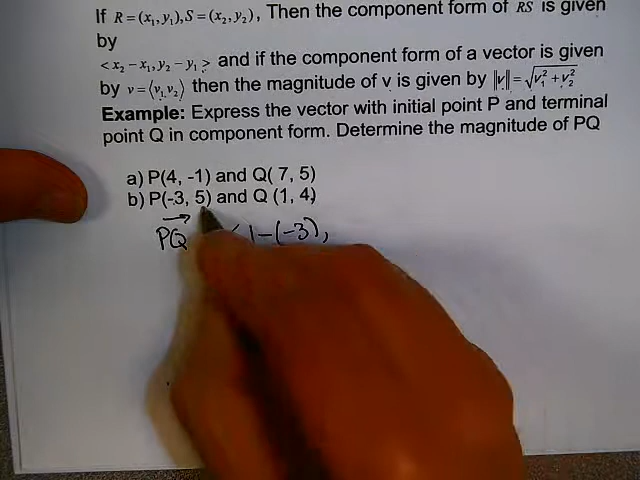 If R=(x₁,y₁),S=(x₂,y₂), Then the component form of RS is given
by
<x₂-x₁,y₂-y₁> and if the component form of a vector is given
by v=⟨v₁,v₂⟩ then the magnitude of v is given by ||v||=√v₁²+v₂²
Example: Express the vector with initial point P and terminal
point Q in component form. Determine the magnitude of PQ
a) P(4, -1) and Q( 7, 5)
b) P(-3, 5) and Q (1, 4)
PQ ⟨ 1-(-3),